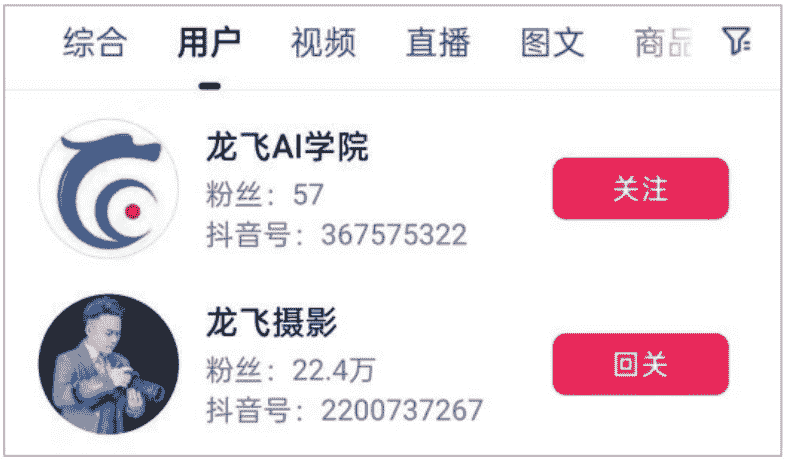 综合 用户 视频 直播 图文 商品
龙飞AI学院
粉丝：57
关注
抖音号：367575322
龙飞摄影
粉丝：22.4万
回关
抖音号：2200737267